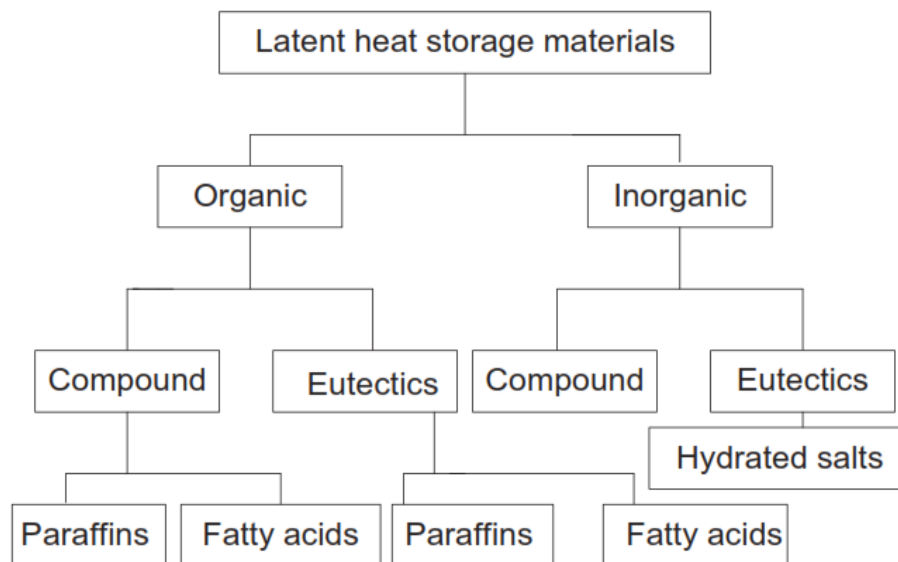 Latent heat storage materials
Organic
Inorganic
Compound
Eutectics
Compound
Eutectics
Hydrated salts
Paraffins
Fatty acids
Paraffins
Fatty acids